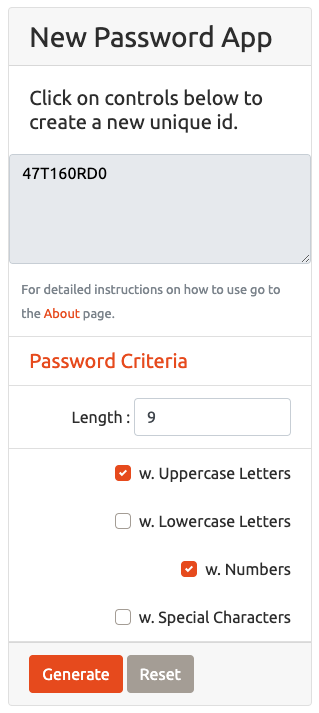 New Password App
Click on controls below to
create a new unique id.
47T160RD0
For detailed instructions on how to use go to
the About page.
Password Criteria
Length : 9
w. Uppercase Letters
w. Lowercase Letters
w. Numbers
w. Special Characters
Generate Reset